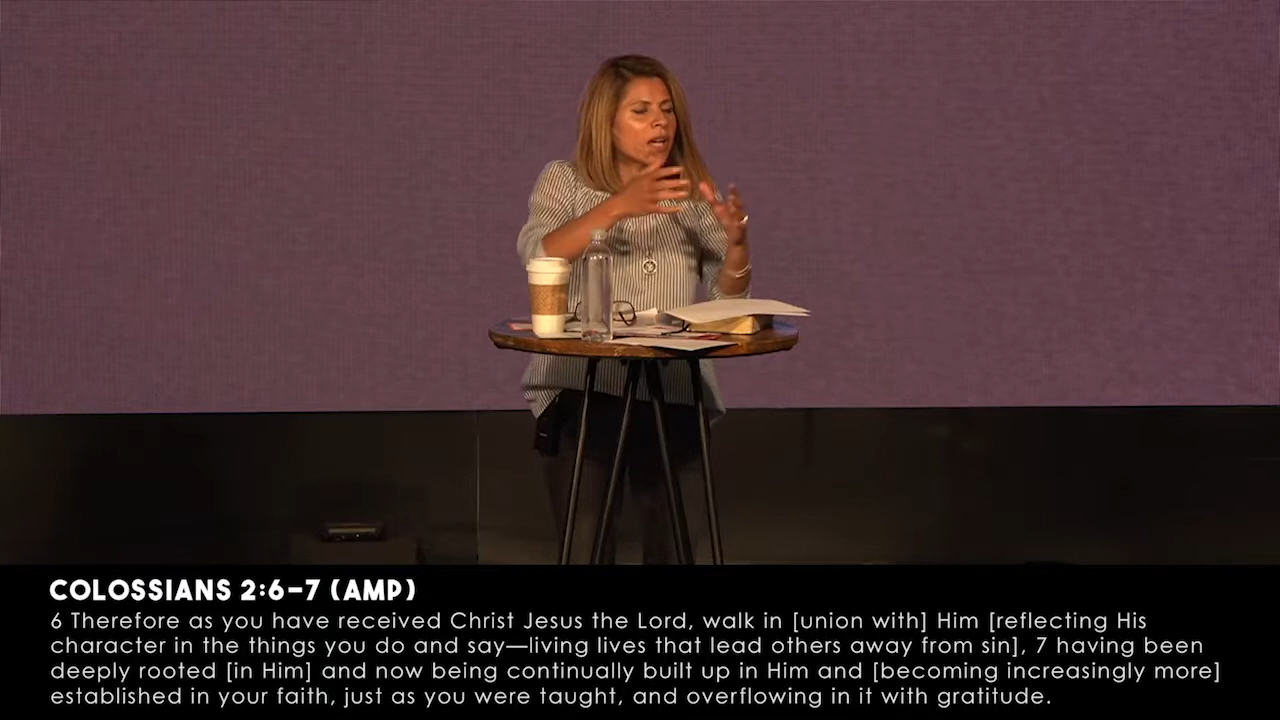 COLOSSIANS 2:6-7 (AMP)
6 Therefore as you have received Christ Jesus the Lord, walk in [union with] Him [reflecting His
character in the things you do and say—living lives that lead others away from sin], 7 having been
deeply rooted [in Him] and now being continually built up in Him and [becoming increasingly more]
established in your faith, just as you were taught, and overflowing in it with gratitude.